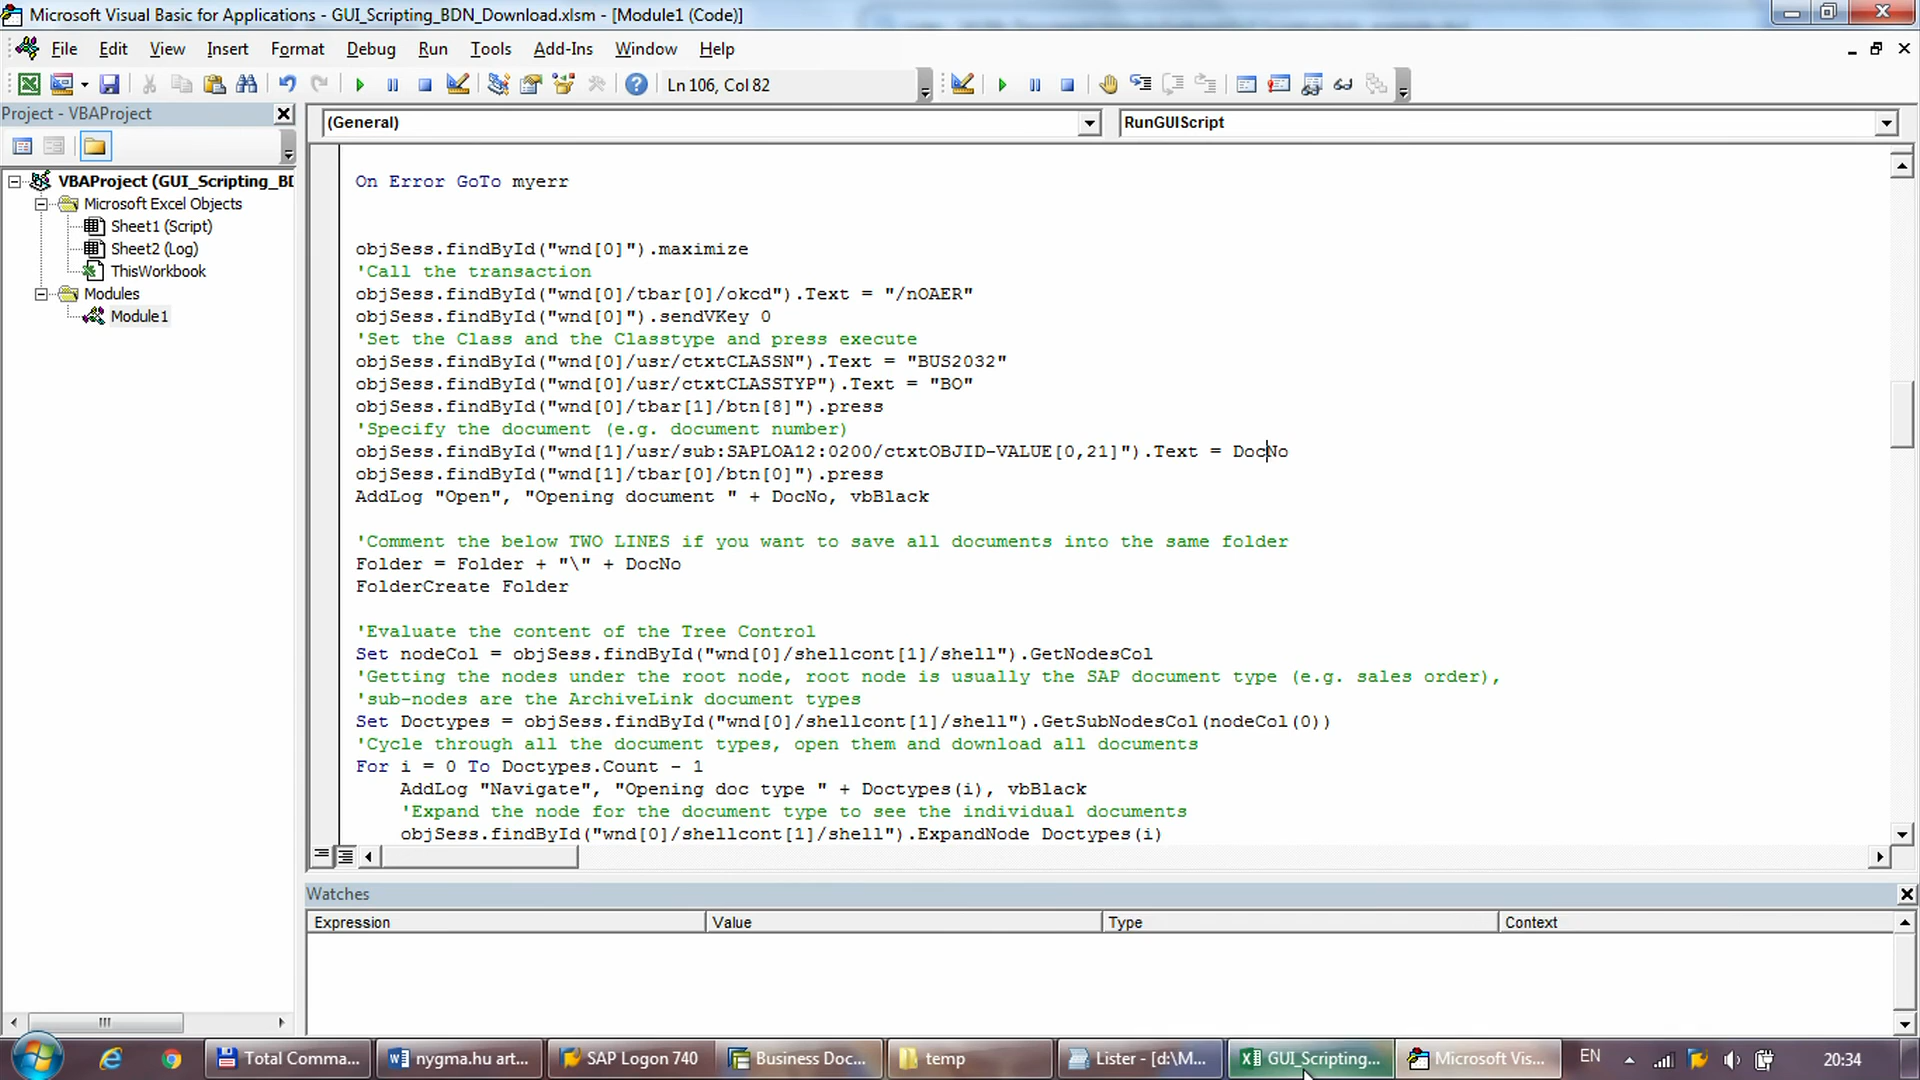 Microsoft Visual Basic for Applications - GUI_Scripting_BDN_Download.xlsm - [Module1 (Code)]
File Edit View Insert Format Debug Run Tools Add-Ins Window Help
Ln 106, Col 82
Project - VBAProject
(General)
RunGUIScript
VBAProject (GUI_Scripting_BD
Microsoft Excel Objects
Sheet1 (Script)
Sheet2 (Log)
ThisWorkbook
Modules
Module1
On Error GoTo myerr
objSess.findById("wnd[0]").maximize
'Call the transaction
objSess.findById("wnd[0]/tbar[0]/okcd").Text = "/nOAER"
objSess.findById("wnd[0]").sendVKey 0
'Set the Class and the Classtype and press execute
objSess.findById("wnd[0]/usr/ctxtCLASSN").Text = "BUS2032"
objSess.findById("wnd[0]/usr/ctxtCLASSTYP").Text = "BO"
objSess.findById("wnd[0]/tbar[1]/btn[8]").press
'Specify the document (e.g. document number)
objSess.findById("wnd[1]/usr/sub:SAPLOA12:0200/ctxtOBJID-VALUE[0,21]").Text = DocNo
objSess.findById("wnd[1]/tbar[0]/btn[0]").press
AddLog "Open", "Opening document " + DocNo, vbBlack
'Comment the below TWO LINES if you want to save all documents into the same folder
Folder = Folder + "\" + DocNo
FolderCreate Folder
'Evaluate the content of the Tree Control
Set nodeCol = objSess.findById("wnd[0]/shellcont[1]/shell").GetNodesCol
'Getting the nodes under the root node, root node is usually the SAP document type (e.g. sales order),
'sub-nodes are the ArchiveLink document types
Set Doctypes = objSess.findById("wnd[0]/shellcont[1]/shell").GetSubNodesCol(nodeCol(0))
'Cycle through all the document types, open them and download all documents
For i = 0 To Doctypes.Count - 1
AddLog "Navigate", "Opening doc type " + Doctypes(i), vbBlack
'Expand the node for the document type to see the individual documents
objSess.findById("wnd[0]/shellcont[1]/shell").ExpandNode Doctypes(i)
Watches
Expression Value Type Context
Total Comma... nygma.hu art... SAP Logon 740 Business Doc... temp Lister - [d:\M... GUI_Scripting... Microsoft Vis... EN 20:34